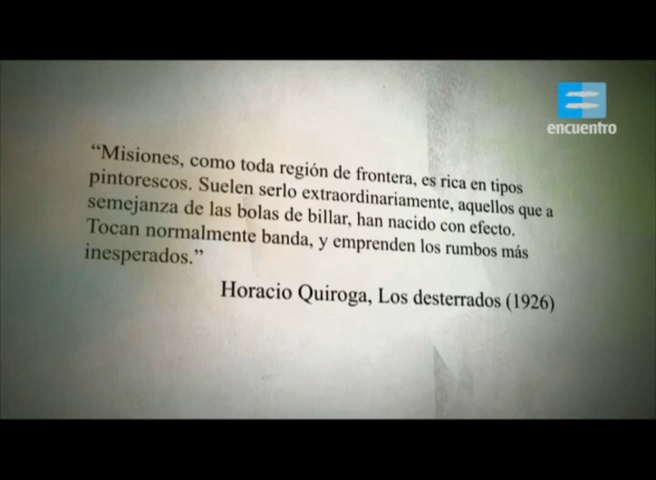 encuentro
“Misiones, como toda región de frontera, es rica en tipos
pintorescos. Suelen serlo extraordinariamente, aquellos que a
semejanza de las bolas de billar, han nacido con efecto.
Tocan normalmente banda, y emprenden los rumbos más
inesperados.”
Horacio Quiroga, Los desterrados (1926)